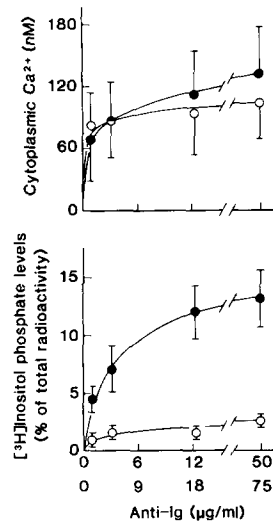 Cytoplasmic Ca²⁺ (nM)
180
120
60
0
[³H]Inositol phosphate levels
(% of total radioactivity)
15
10
5
0
0 6 12 50
0 9 18 75
Anti-Ig (µg/ml)